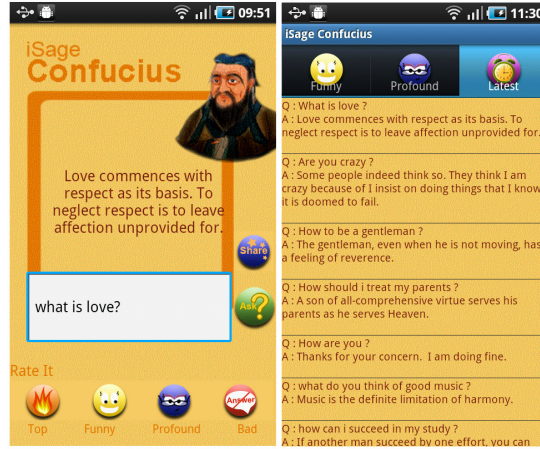 09:51
iSage
Confucius
Love commences with
respect as its basis. To
neglect respect is to leave
affection unprovided for.
Share
Ask?
what is love?
Rate It
Answer
Top
Funny
Profound
Bad
11:30
iSage Confucius
Funny
Profound
Latest
Q : What is love ?
A : Love commences with respect as its basis. To
neglect respect is to leave affection unprovided for.
Q : Are you crazy ?
A : Some people indeed think so. They think I am
crazy because of I insist on doing things that I know
it is doomed to fail.
Q : How to be a gentleman ?
A : The gentleman, even when he is not moving, has
a feeling of reverence.
Q : How should i treat my parents ?
A : A son of all-comprehensive virtue serves his
parents as he serves Heaven.
Q : How are you ?
A : Thanks for your concern.  I am doing fine.
Q : what do you think of good music ?
A : Music is the definite limitation of harmony.
Q : how can i succeed in my study ?
A : If another man succeed by one effort, you can